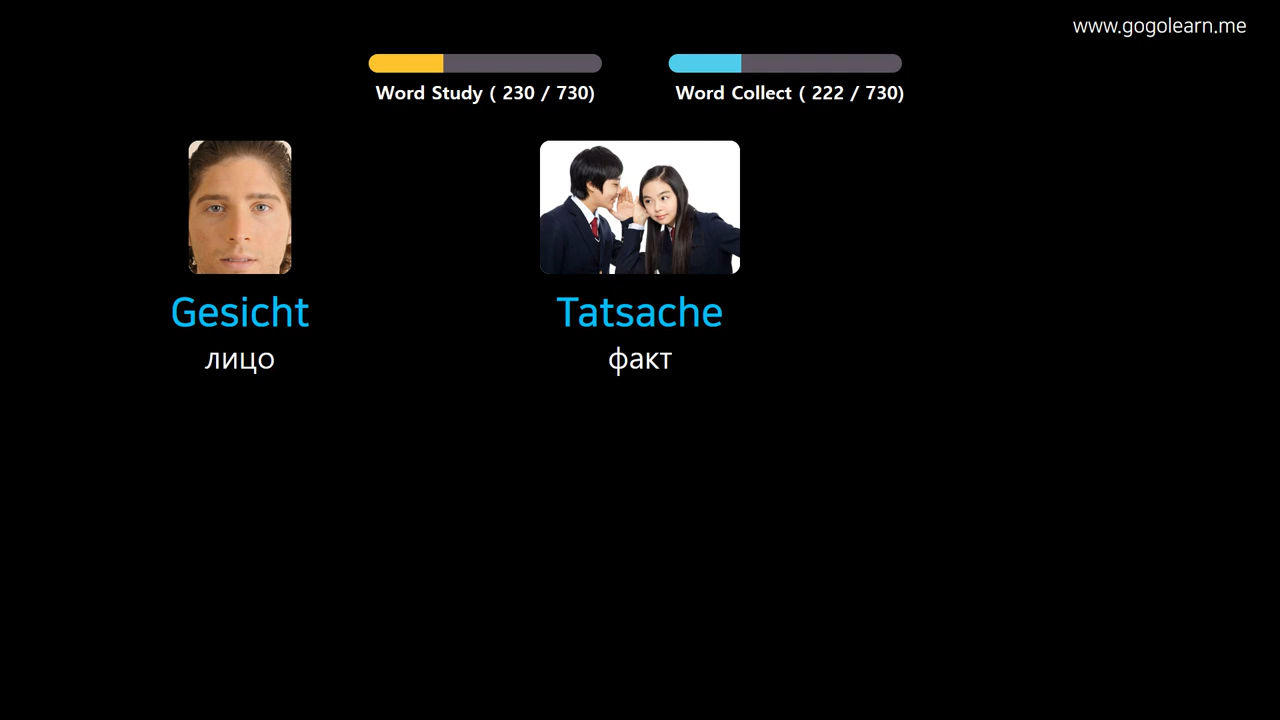 www.gogolearn.me
Word Study ( 230 / 730)
Word Collect ( 222 / 730)
Gesicht
лицо
Tatsache
факт